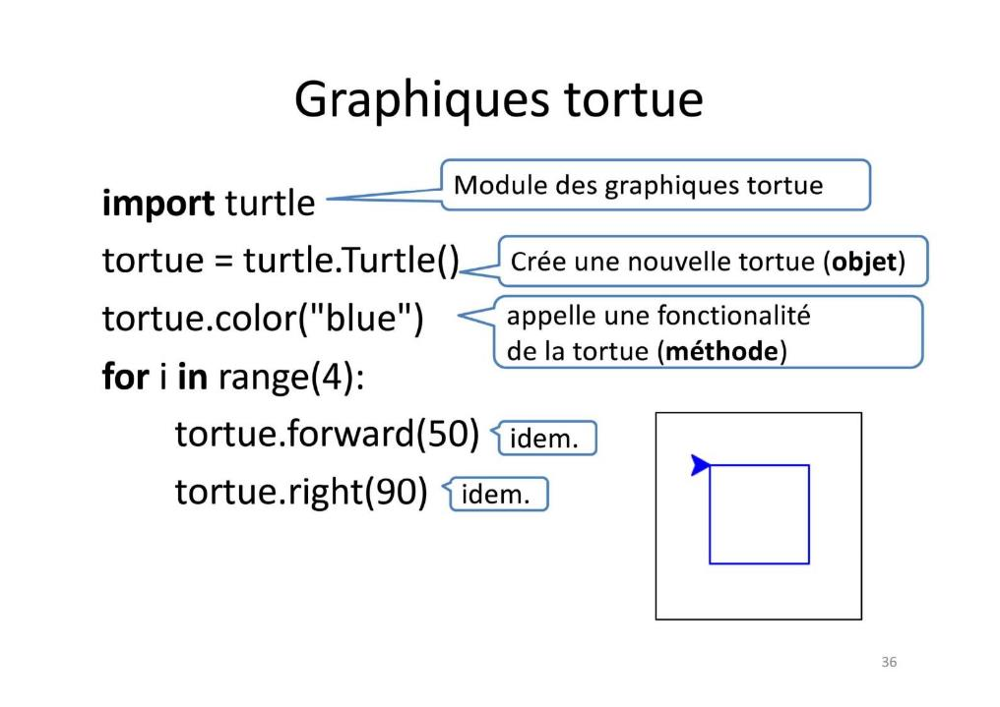 Graphiques tortue
import turtle
Module des graphiques tortue
tortue = turtle.Turtle()
Crée une nouvelle tortue (objet)
tortue.color("blue")
appelle une fonctionalité
de la tortue (méthode)
for i in range(4):
tortue.forward(50)
idem.
tortue.right(90)
idem.
36